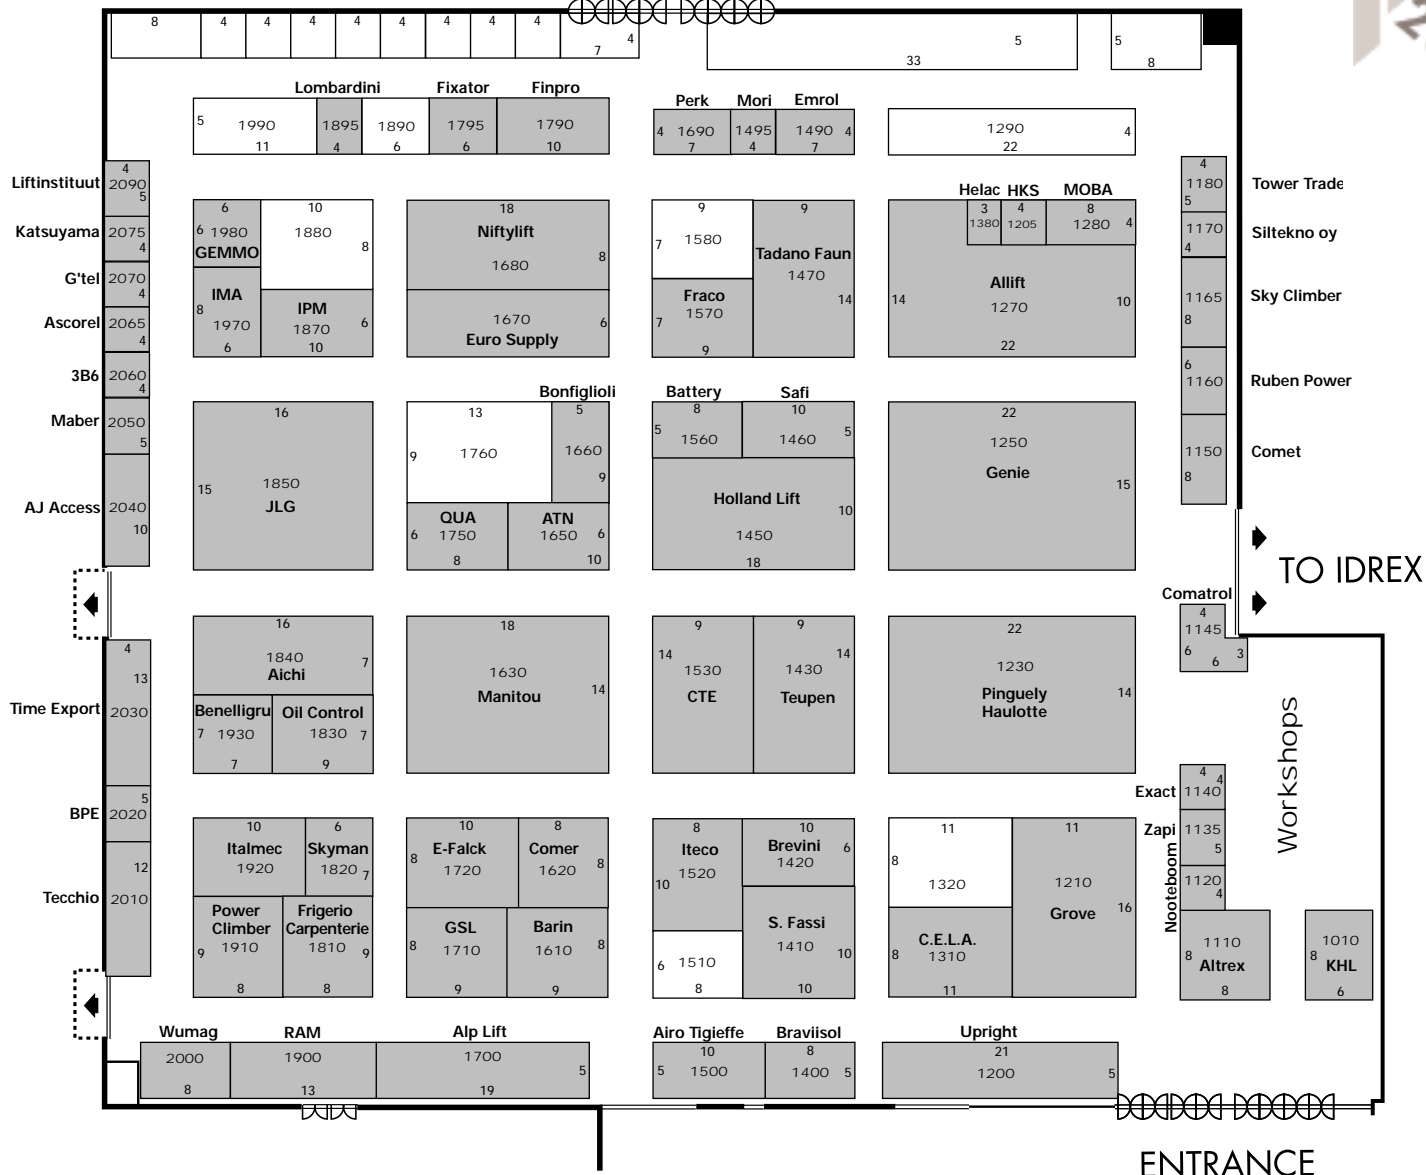 8 4 4 4 4 4 4 4 4
7
5
33
5
8
Lombardini Fixator Finpro Perk Mori Emrol
5 1990 1895 1890 1795 1790
11 4 6 6 10
4 1690 1495 1490 4
7 4 7
1290 4
22
Liftinstituut 4 2090 5
Katsuyama 2075 4
G'tel 2070 4
Ascorel 2065 4
3B6 2060 4
Maber 2050 5
AJ Access 2040 10
4 1180 5 Tower Trade
1170 4 Siltekno oy
1165 8 Sky Climber
6 1160 Ruben Power
1150 8 Comet
6
6 1980
GEMMO
10
1880 8
8 IMA
1970
6
IPM
1870 6
10
18
Niftylift
1680 8
1670 6
Euro Supply
9
7 1580
Fraco
1570
7
9
9
Tadano Faun
1470
14
Helac HKS MOBA
3 4 8
1380 1205 1280 4
Allift
14 1270 10
22
16
15 1850
JLG
13
9 1760
Bonfiglioli
5
1660
9
QUA
6 1750
8
ATN
1650 6
10
Battery
8
5 1560
Safi
10
1460 5
Holland Lift
10
1450
18
22
1250
Genie
15
TO IDREX
16
1840 7
Aichi
Benelligru
7 1930
7
Oil Control
1830 7
9
18
1630
Manitou 14
9
14
1530
CTE
9
14
1430
Teupen
22
1230
Pinguely
Haulotte
14
Comatrol
4
1145
6 6 3
Workshops
4
13
Time Export 2030
BPE 5
2020
12
Tecchio 2010
10
Italmec
1920
6
Skyman
1820 7
Power
Climber
9 1910
8
Frigerio
Carpenterie
1810 9
8
10
E-Falck
8 1720
8
Comer
1620 8
GSL
8 1710
9
Barin
1610 8
9
8
Iteco
1520
10
10
Brevini
1420 6
6 1510
8
S. Fassi
1410
10
10
11
8
1320
C.E.L.A.
8 1310
11
11
1210
Grove 16
Exact 4 4
1140
Zapi 1135
5
Nooteboom 1120
4
1110
8 Altrex
8
1010
8 KHL
6
Wumag
2000
8
RAM
1900
13
Alp Lift
1700
5
19
Airo Tigieffe
10
5 1500
Braviisol
8
1400 5
Upright
21
1200 5
ENTRANCE